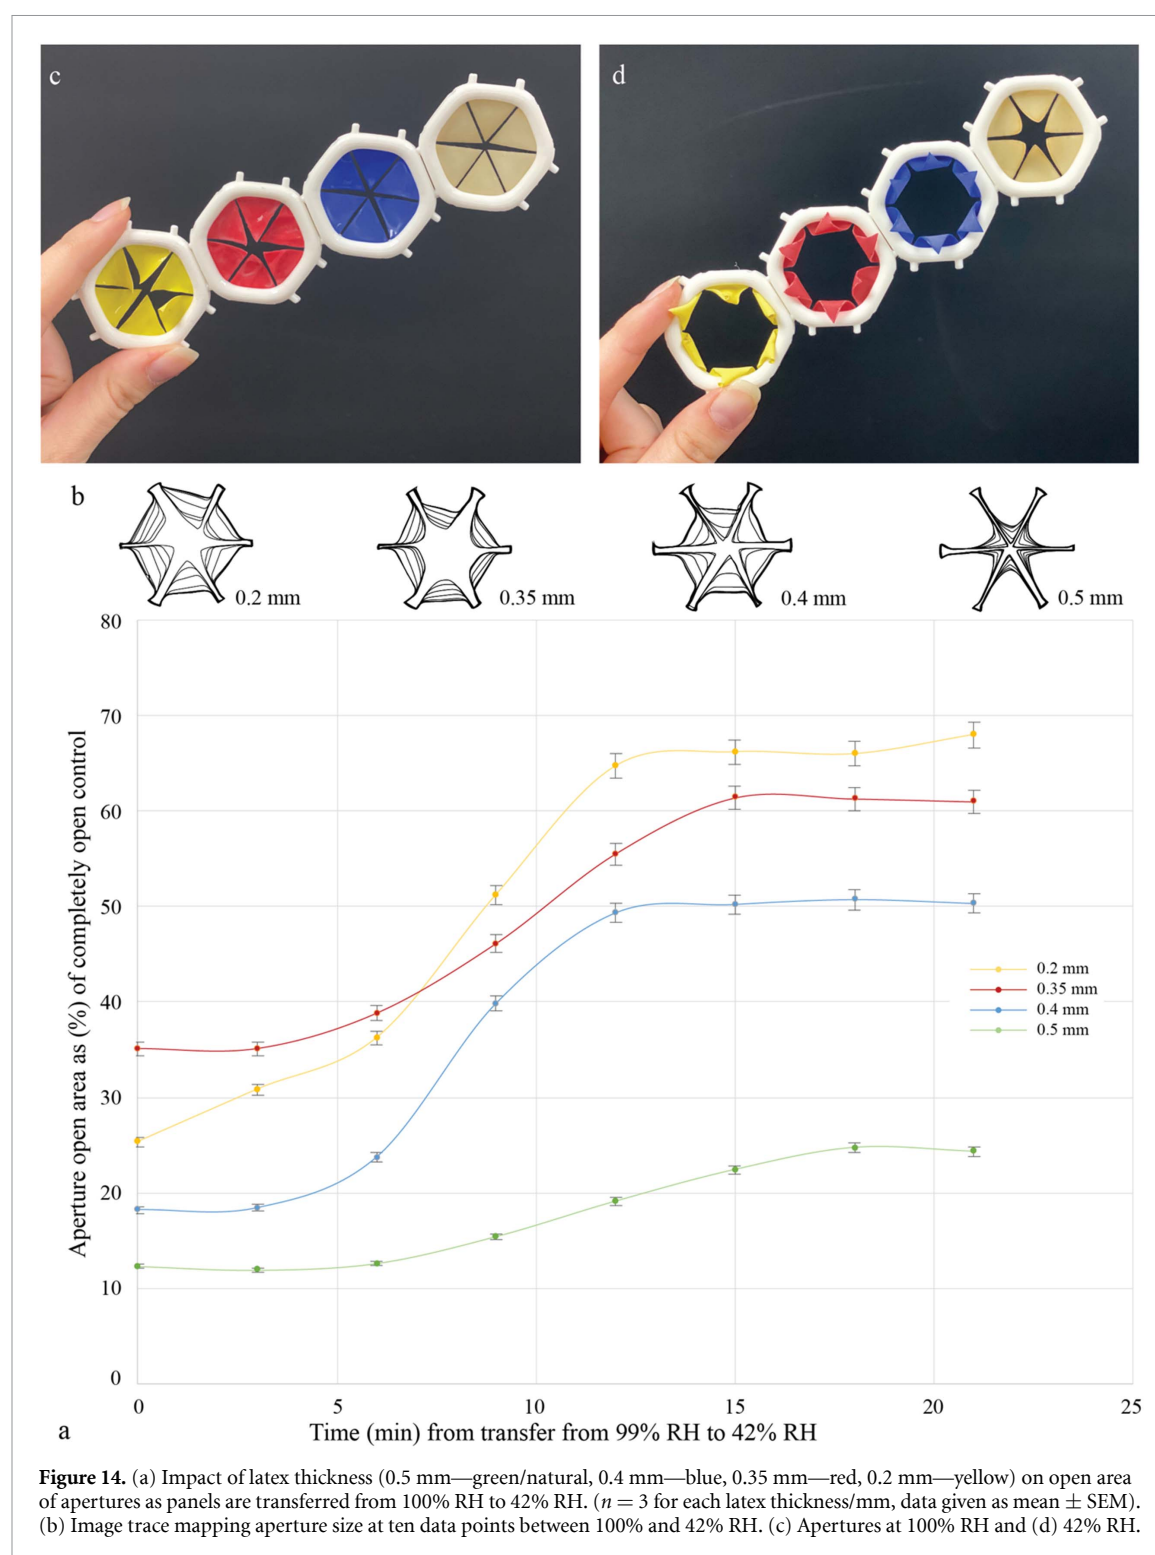 c
d
b
0.2 mm
0.35 mm
0.4 mm
0.5 mm
80
70
60
50
40
30
20
10
0
Aperture open area as (%) of completely open control
0.2 mm
0.35 mm
0.4 mm
0.5 mm
0
5
10
15
20
25
Time (min) from transfer from 99% RH to 42% RH
a
Figure 14. (a) Impact of latex thickness (0.5 mm—green/natural, 0.4 mm—blue, 0.35 mm—red, 0.2 mm—yellow) on open area
of apertures as panels are transferred from 100% RH to 42% RH. (n = 3 for each latex thickness/mm, data given as mean ± SEM).
(b) Image trace mapping aperture size at ten data points between 100% and 42% RH. (c) Apertures at 100% RH and (d) 42% RH.